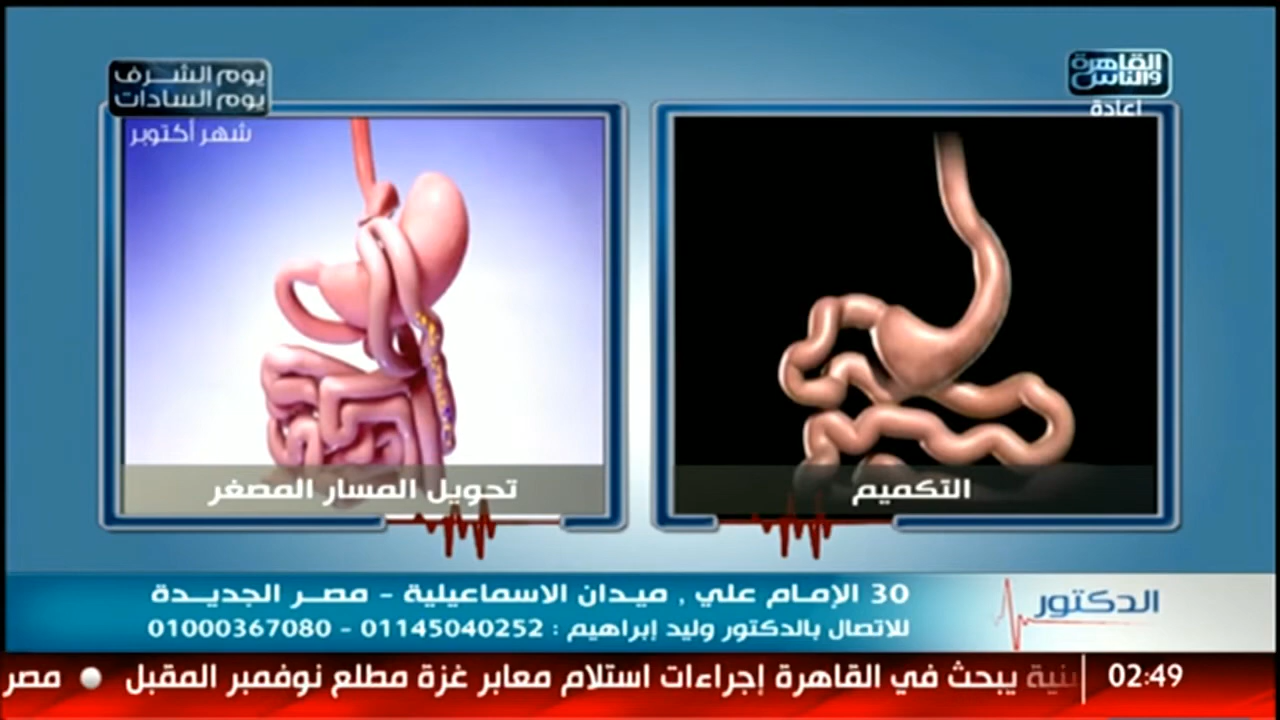 القاهرة
والناس
اعادة
يوم الشرف
يوم السادات
شهر أكتوبر
التكميم
تحويل المسار المصغر
الدكتور
30 الإمام علي , ميدان الاسماعيلية - مصر الجديدة
للاتصال بالدكتور وليد إبراهيم : 01145040252 - 01000367080
02:49
يبحث في القاهرة إجراءات استلام معابر غزة مطلع نوفمبر المقبل
مصر